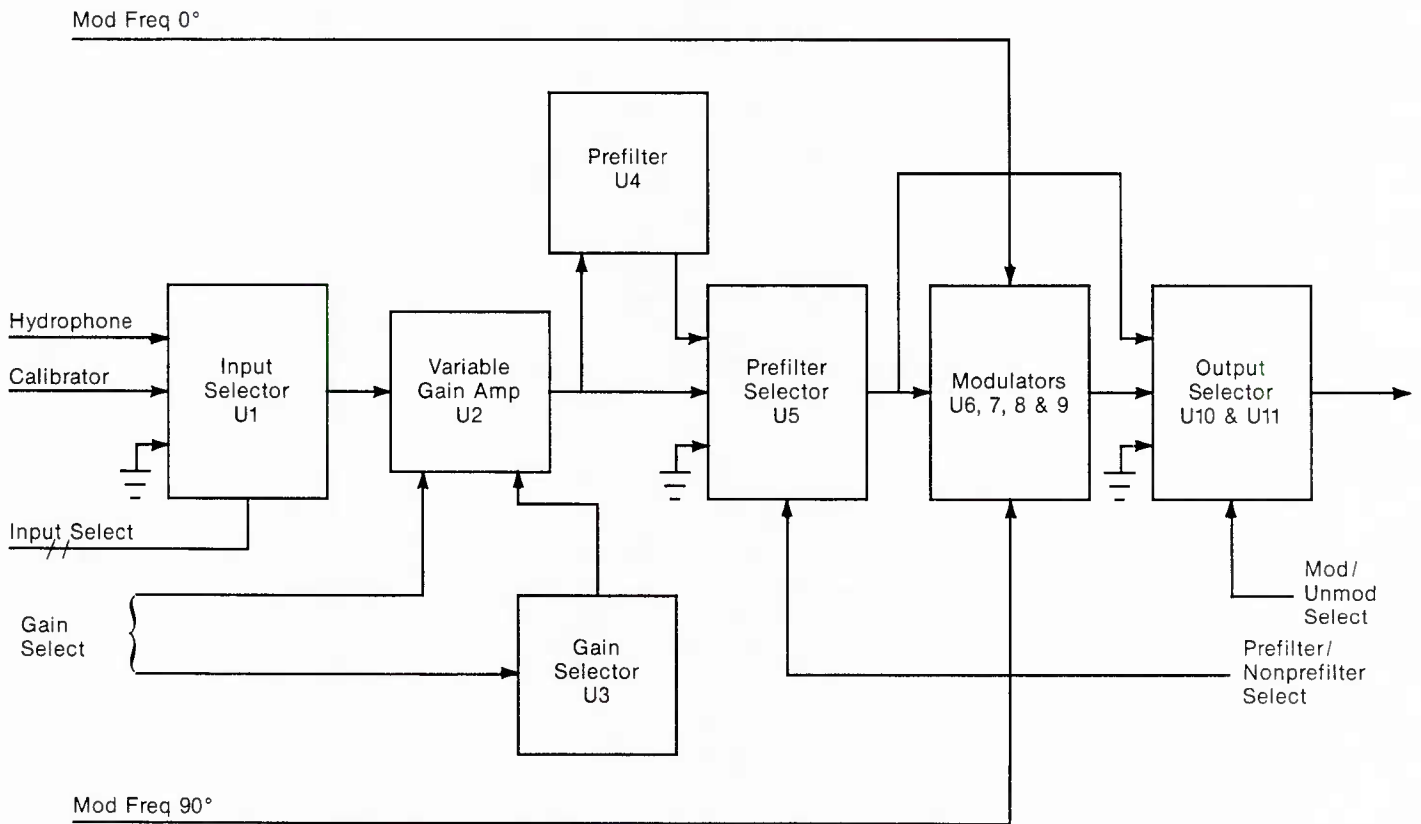 Mod Freq 0°
Prefilter
U4
Hydrophone
Calibrator
Input
Selector
U1
Variable
Gain Amp
U2
Prefilter
Selector
U5
Modulators
U6, 7, 8 & 9
Output
Selector
U10 & U11
Input Select
Gain
Select
Gain
Selector
U3
Mod/
Unmod
Select
Prefilter/
Nonprefilter
Select
Mod Freq 90°